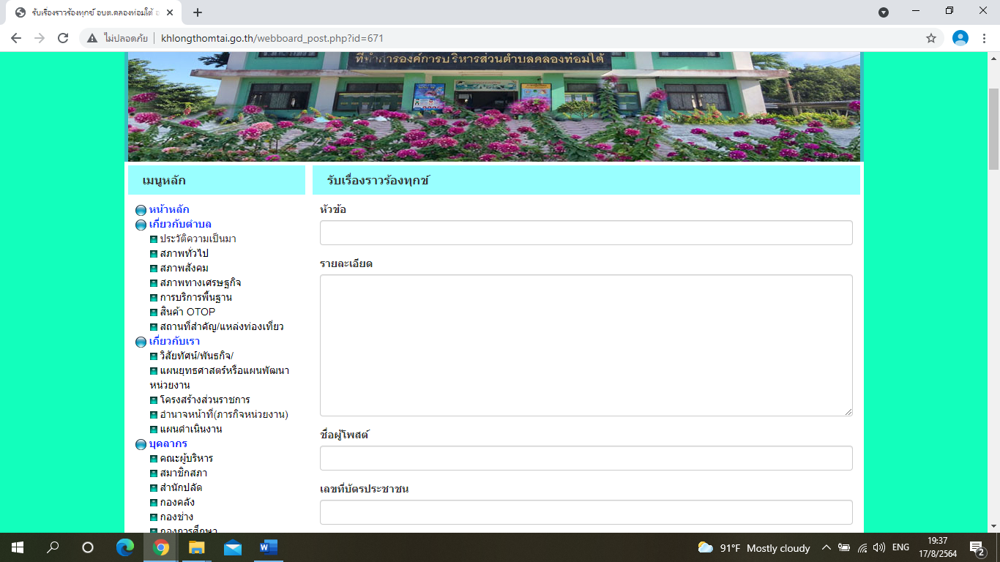 รับเรื่องราวร้องทุกข์ อบต.คลองท่อมใต้ อ
ไม่ปลอดภัย
khlongthomtai.go.th/webboard_post.php?id=671
ที่ทำการองค์การบริหารส่วนตำบลคลองท่อมใต้
เมนูหลัก
หน้าหลัก
เกี่ยวกับตำบล
ประวัติความเป็นมา
สภาพทั่วไป
สภาพสังคม
สภาพทางเศรษฐกิจ
การบริการพื้นฐาน
สินค้า OTOP
สถานที่สำคัญ/แหล่งท่องเที่ยว
เกี่ยวกับเรา
วิสัยทัศน์/พันธกิจ/
แผนยุทธศาสตร์หรือแผนพัฒนา
หน่วยงาน
โครงสร้างส่วนราชการ
อำนาจหน้าที่(ภารกิจหน่วยงาน)
แผนดำเนินงาน
บุคลากร
คณะผู้บริหาร
สมาชิกสภา
สำนักปลัด
กองคลัง
กองช่าง
กองการศึกษา
รับเรื่องราวร้องทุกข์
หัวข้อ
รายละเอียด
ชื่อผู้โพสต์
เลขที่บัตรประชาชน
91°F Mostly cloudy
ENG
19:37
17/8/2564
2